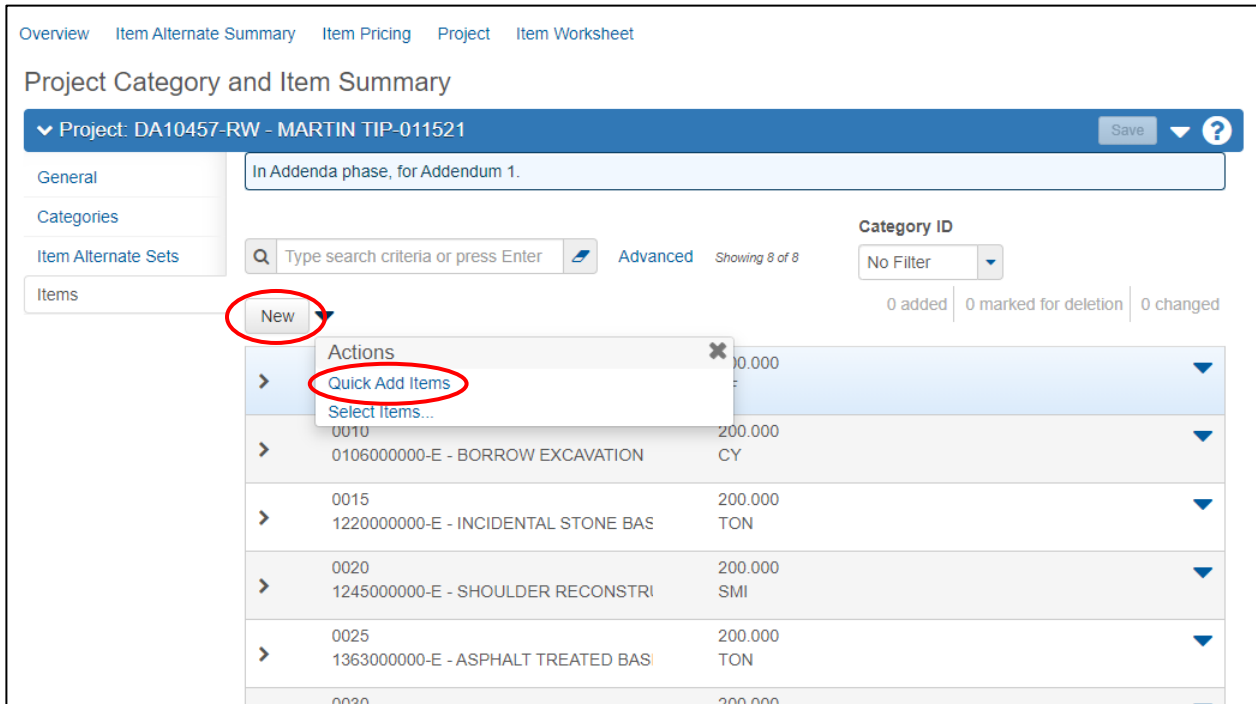 Overview Item Alternate Summary Item Pricing Project Item Worksheet
Project Category and Item Summary
Project: DA10457-RW - MARTIN TIP-011521 Save ?
General
Categories
Item Alternate Sets
Items
In Addenda phase, for Addendum 1.
Category ID
Type search criteria or press Enter Advanced Showing 8 of 8 No Filter
New 0 added 0 marked for deletion 0 changed
Actions
Quick Add Items
Select Items...
0010 200.000
0106000000-E - BORROW EXCAVATION CY
0015 200.000
1220000000-E - INCIDENTAL STONE BAS TON
0020 200.000
1245000000-E - SHOULDER RECONSTRU SMI
0025 200.000
1363000000-E - ASPHALT TREATED BAS TON
0030 200.000